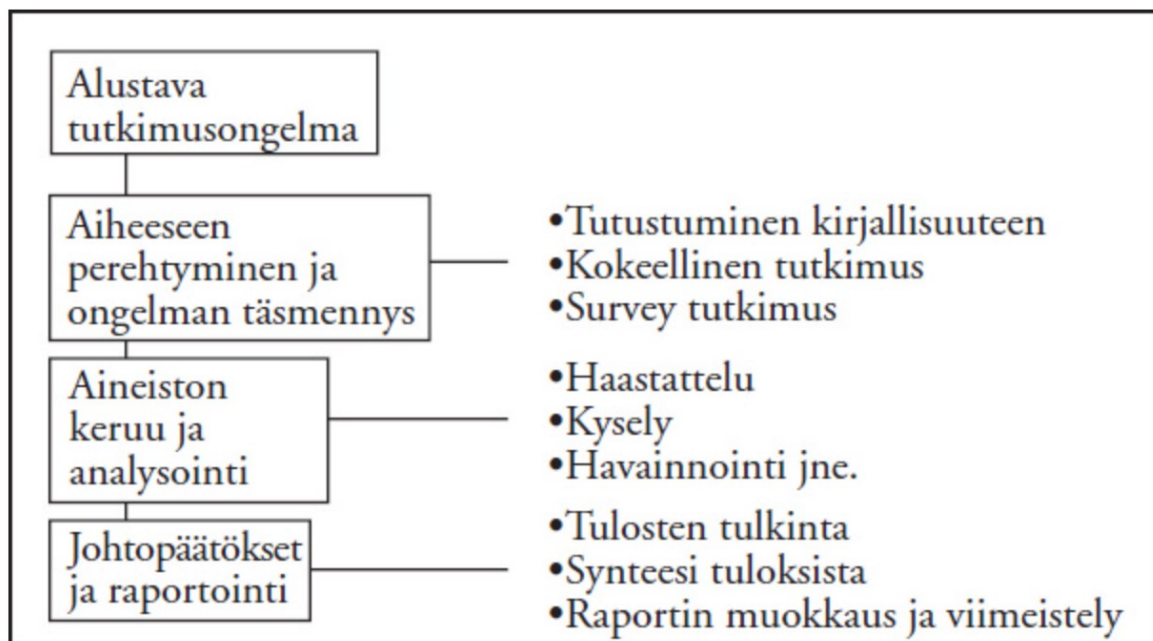 Alustava
tutkimusongelma
Aiheeseen
perehtyminen ja
ongelman täsmennys
•Tutustuminen kirjallisuuteen
•Kokeellinen tutkimus
•Survey tutkimus
Aineiston
keruu ja
analysointi
•Haastattelu
•Kysely
•Havainnointi jne.
Johtopäätökset
ja raportointi
•Tulosten tulkinta
•Synteesi tuloksista
•Raportin muokkaus ja viimeistely